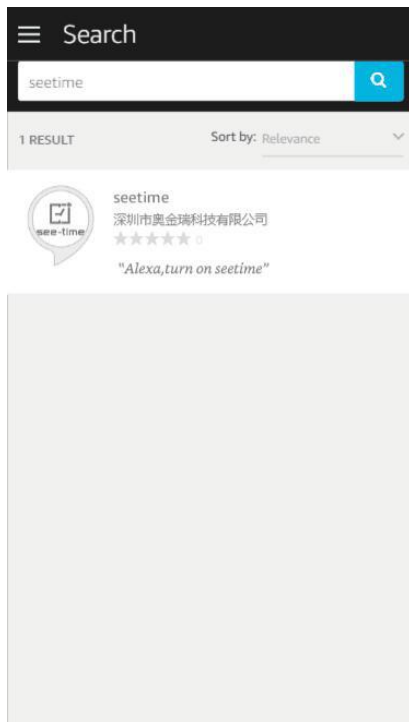 Search
seetime
1 RESULT
Sort by: Relevance
see-time
seetime
深圳市奥金瑞科技有限公司
0
"Alexa,turn on seetime"